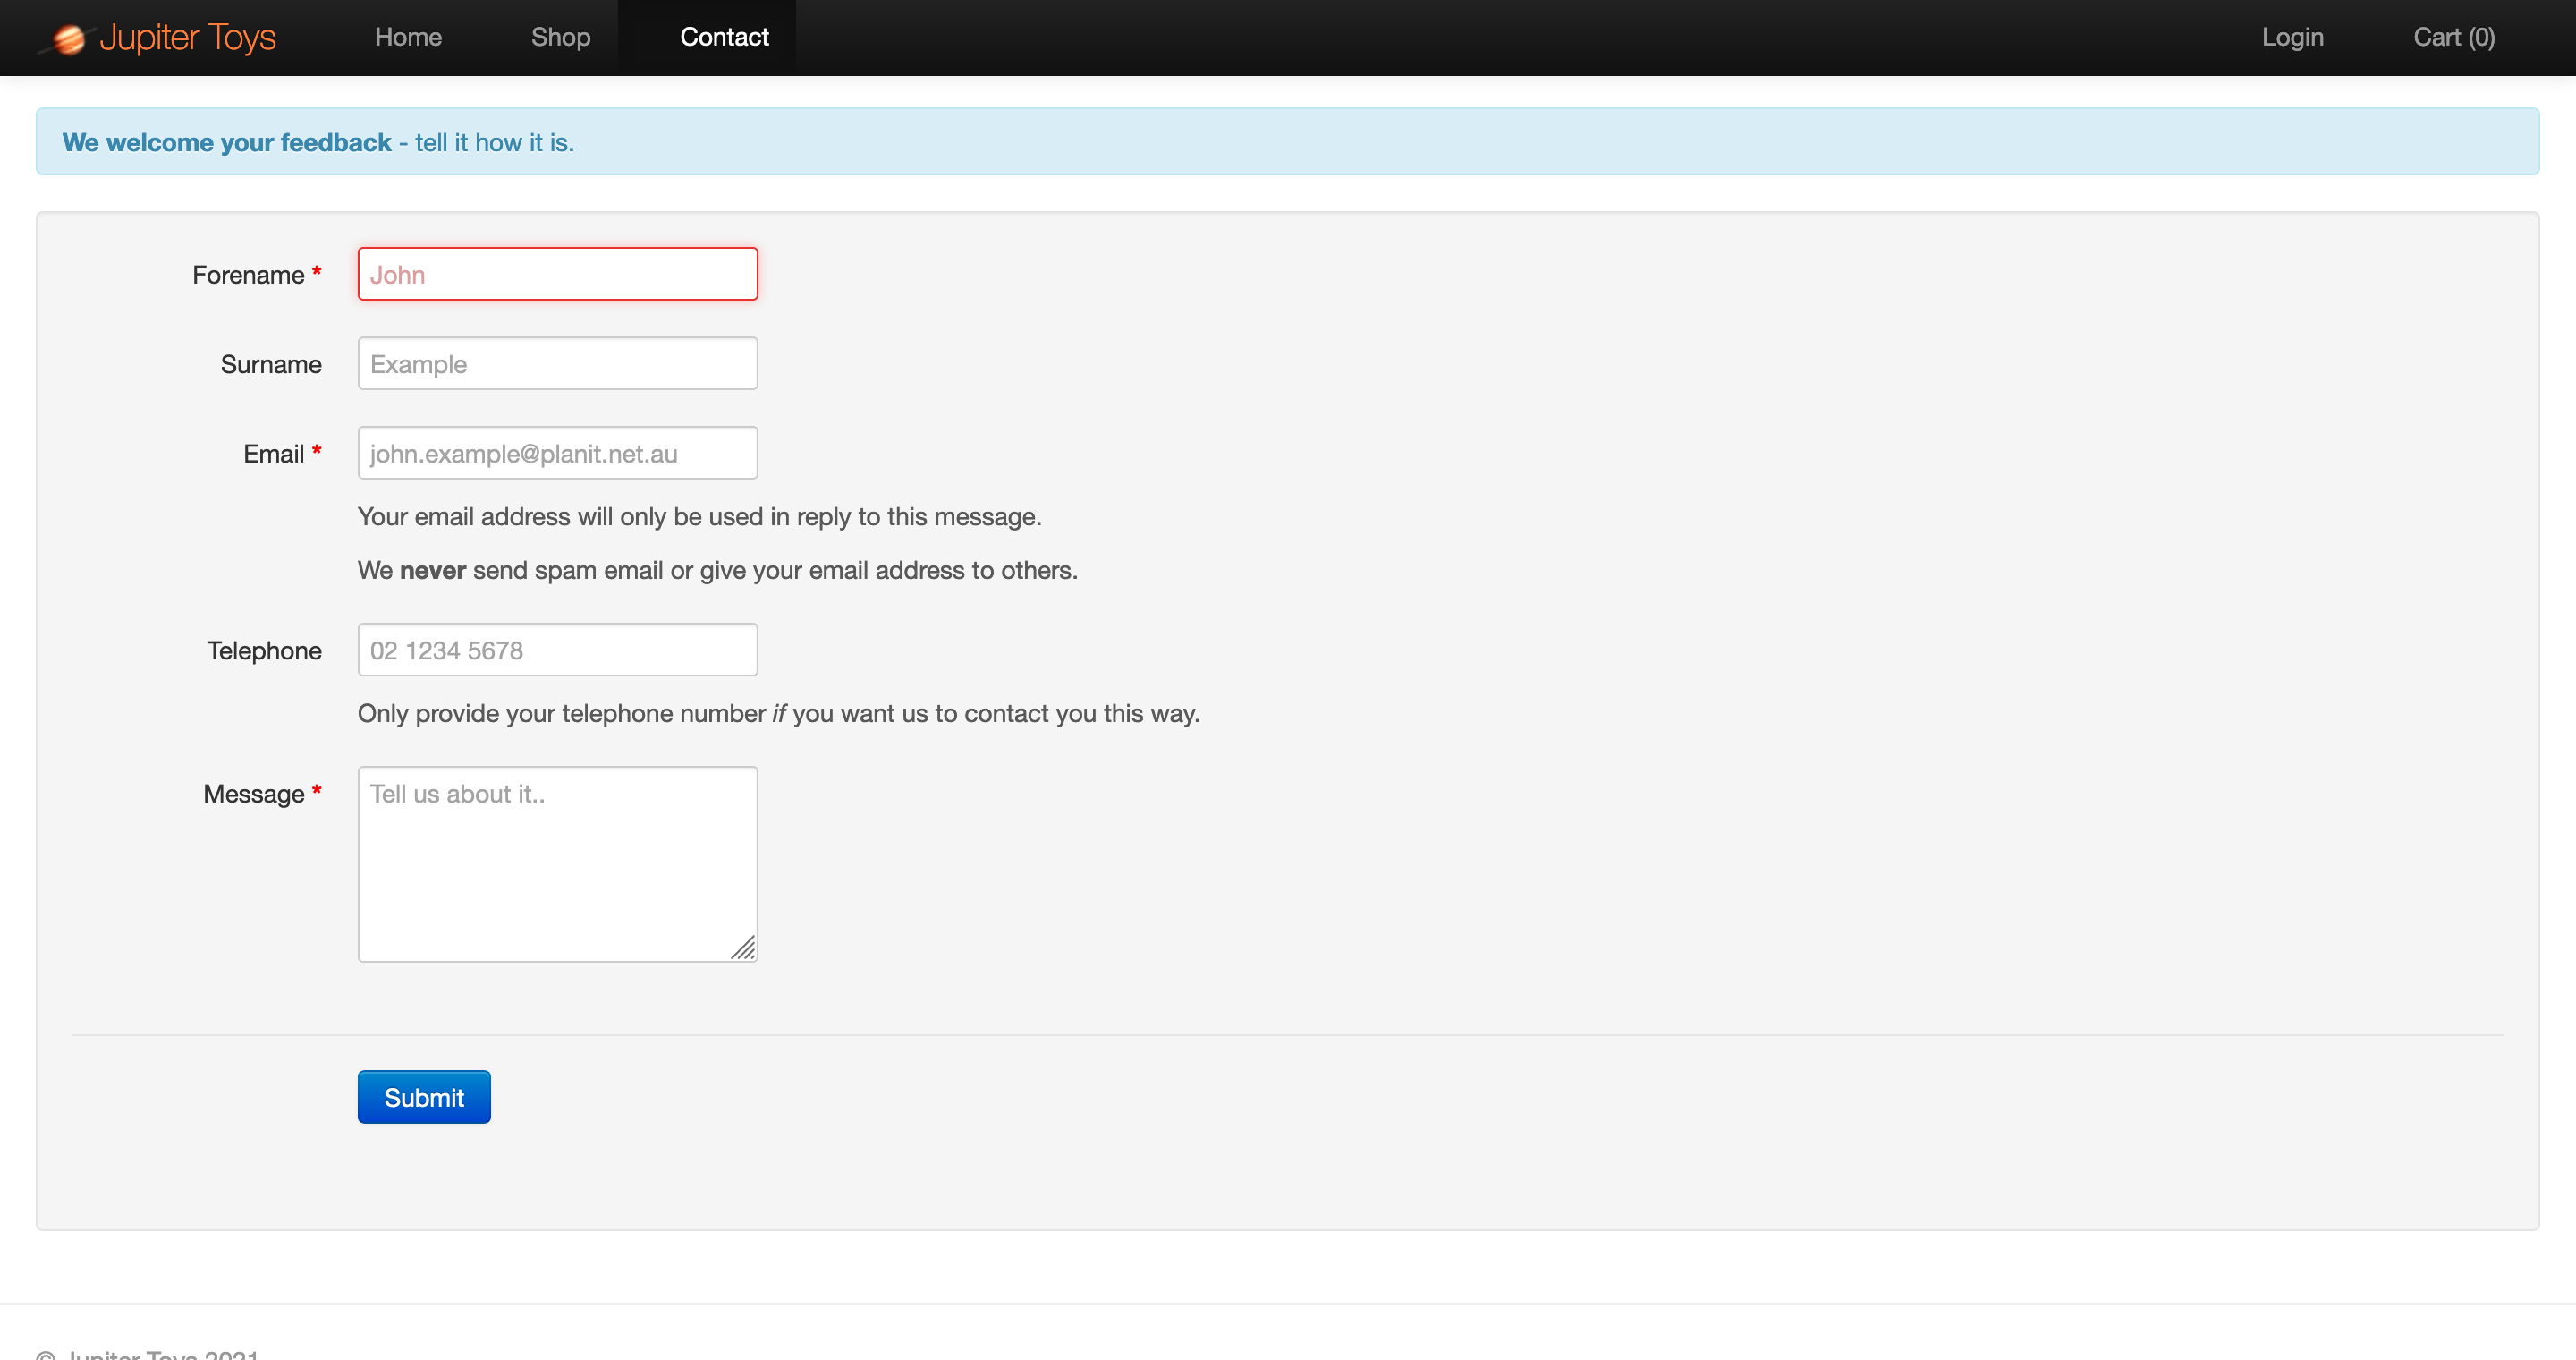 Jupiter Toys Home Shop Contact Login Cart (0)
We welcome your feedback - tell it how it is.
Forename * John
Surname Example
Email * john.example@planit.net.au
Your email address will only be used in reply to this message.
We never send spam email or give your email address to others.
Telephone 02 1234 5678
Only provide your telephone number if you want us to contact you this way.
Message * Tell us about it..
Submit
© Jupiter Toys 2021